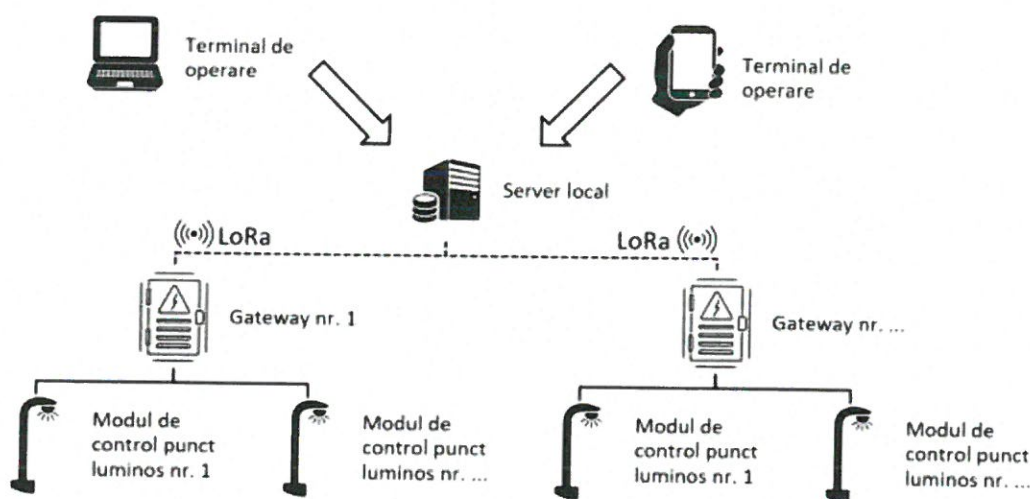 Terminal de
operare
Terminal de
operare
Server local
LoRa
LoRa
Gateway nr. 1
Gateway nr. ...
Modul de
control punct
luminos nr. 1
Modul de
control punct
luminos nr. ...
Modul de
control punct
luminos nr. 1
Modul de
control punct
luminos nr. ...